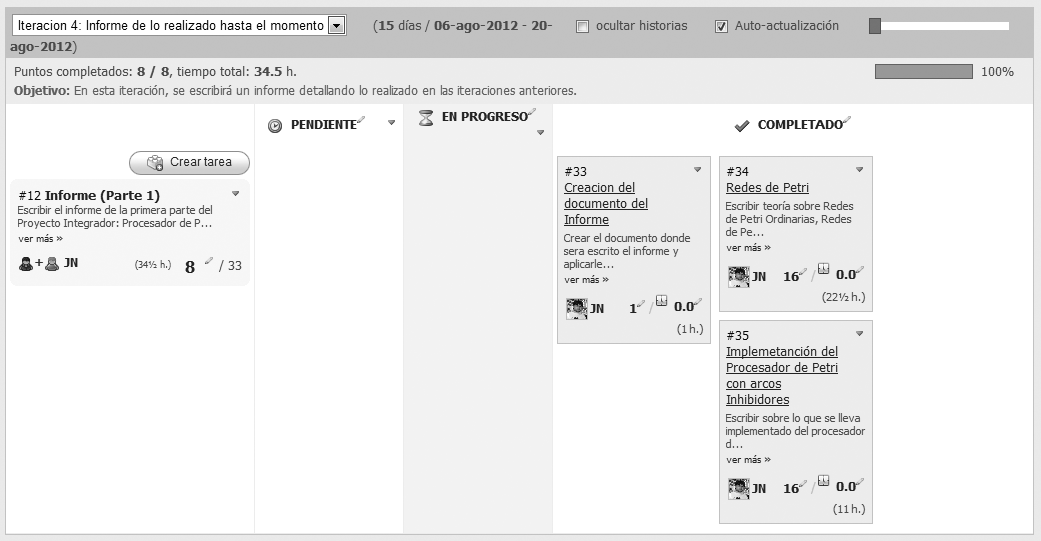 Iteracion 4: Informe de lo realizado hasta el momento (15 días / 06-ago-2012 - 20- ocultar historias Auto-actualización
ago-2012)
Puntos completados: 8 / 8, tiempo total: 34.5 h. 100%
Objetivo: En esta iteración, se escribirá un informe detallando lo realizado en las iteraciones anteriores.
PENDIENTE
EN PROGRESO
COMPLETADO
Crear tarea
#12 Informe (Parte 1)
Escribir el informe de la primera parte del
Proyecto Integrador: Procesador de P...
ver más »
+ JN (34½ h.) 8 / 33
#33
Creacion del
documento del
Informe
Crear el documento donde
sera escrito el informe y
aplicarle...
ver más »
JN 1 / 0.0
(1 h.)
#34
Redes de Petri
Escribir teoría sobre Redes
de Petri Ordinarias, Redes
de Pe...
ver más »
JN 16 / 0.0
(22½ h.)
#35
Implemetanción del
Procesador de Petri
con arcos
Inhibidores
Escribir sobre lo que se lleva
implementado del procesador
d...
ver más »
JN 16 / 0.0
(11 h.)